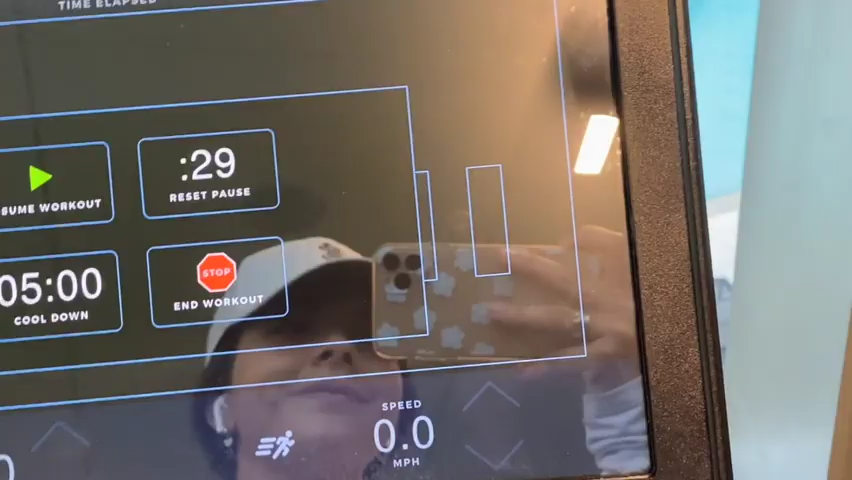 TIME ELAPSED
:29
RESET PAUSE
SUME WORKOUT
STOP
END WORKOUT
05:00
COOL DOWN
SPEED
0.0
MPH